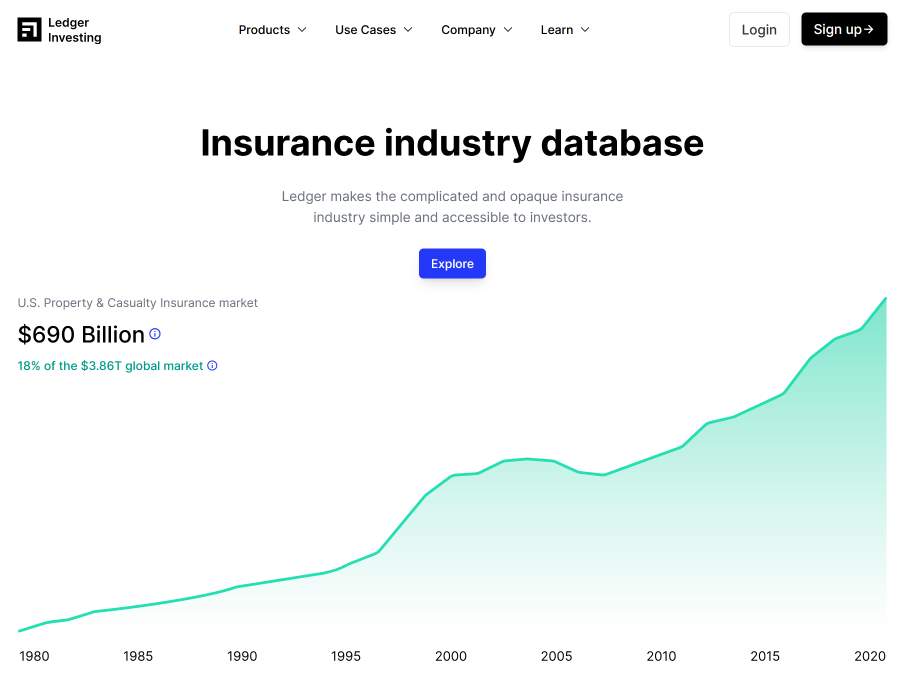 Ledger
Investing
Products
Use Cases
Company
Learn
Login
Sign up→
Insurance industry database
Ledger makes the complicated and opaque insurance
industry simple and accessible to investors.
Explore
U.S. Property & Casualty Insurance market
$690 Billion
18% of the $3.86T global market
1980 1985 1990 1995 2000 2005 2010 2015 2020